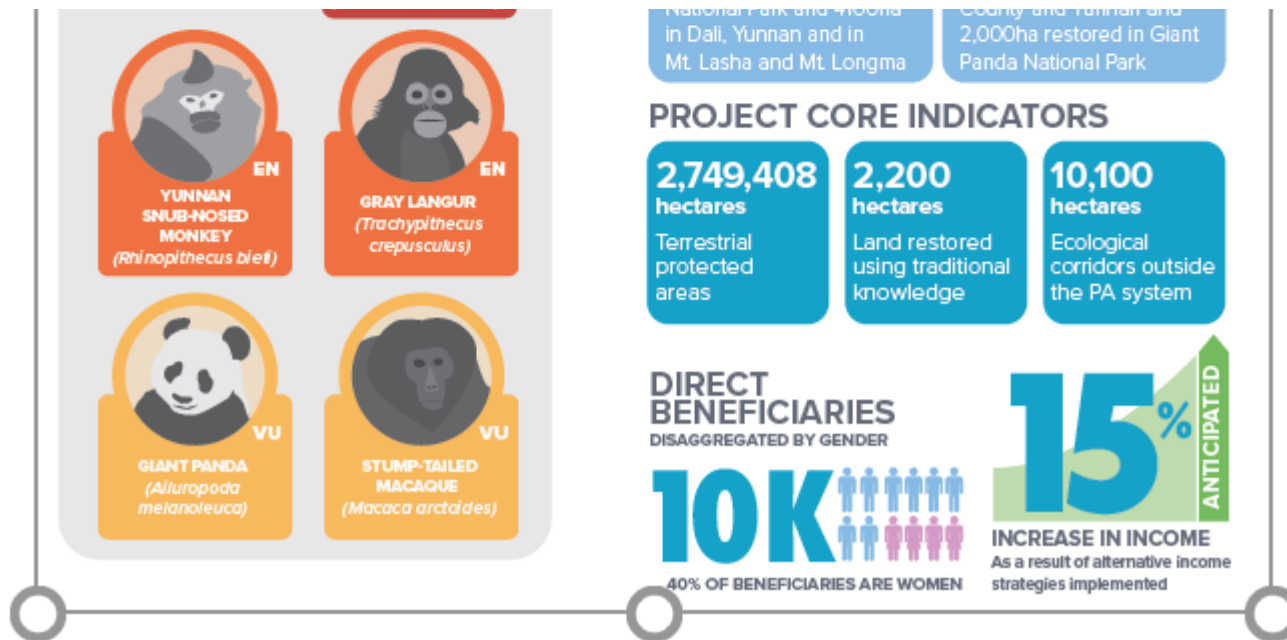 EN
YUNNAN
SNUB-NOSED
MONKEY
(Rhinopithecus bieti)
EN
GRAY LANGUR
(Trachypithecus
crepusculus)
VU
GIANT PANDA
(Ailuropoda
melanoleuca)
VU
STUMP-TAILED
MACAQUE
(Macaca arctoides)
National Park and 4100ha
in Dali, Yunnan and in
Mt. Lasha and Mt. Longma
County and Yunnan and
2,000ha restored in Giant
Panda National Park
PROJECT CORE INDICATORS
2,749,408
hectares
Terrestrial
protected
areas
2,200
hectares
Land restored
using traditional
knowledge
10,100
hectares
Ecological
corridors outside
the PA system
DIRECT
BENEFICIARIES
DISAGGREGATED BY GENDER
10K
40% OF BENEFICIARIES ARE WOMEN
15%
ANTICIPATED
INCREASE IN INCOME
As a result of alternative income
strategies implemented